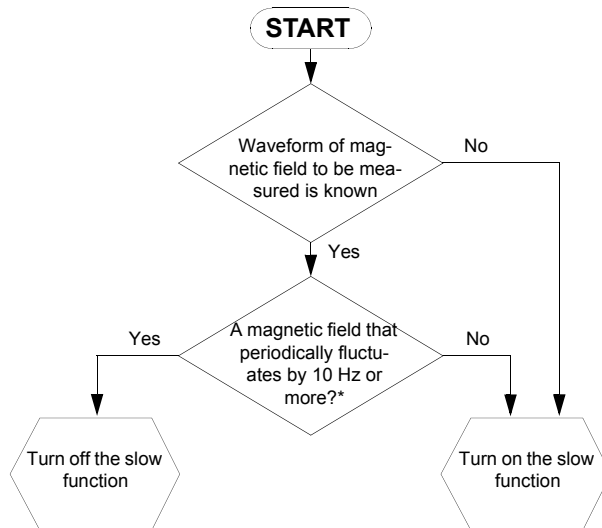 START
Waveform of mag-
netic field to be mea-
sured is known
No
Yes
Yes
A magnetic field that
periodically fluctu-
ates by 10 Hz or
more?*
No
Turn off the slow
function
Turn on the slow
function